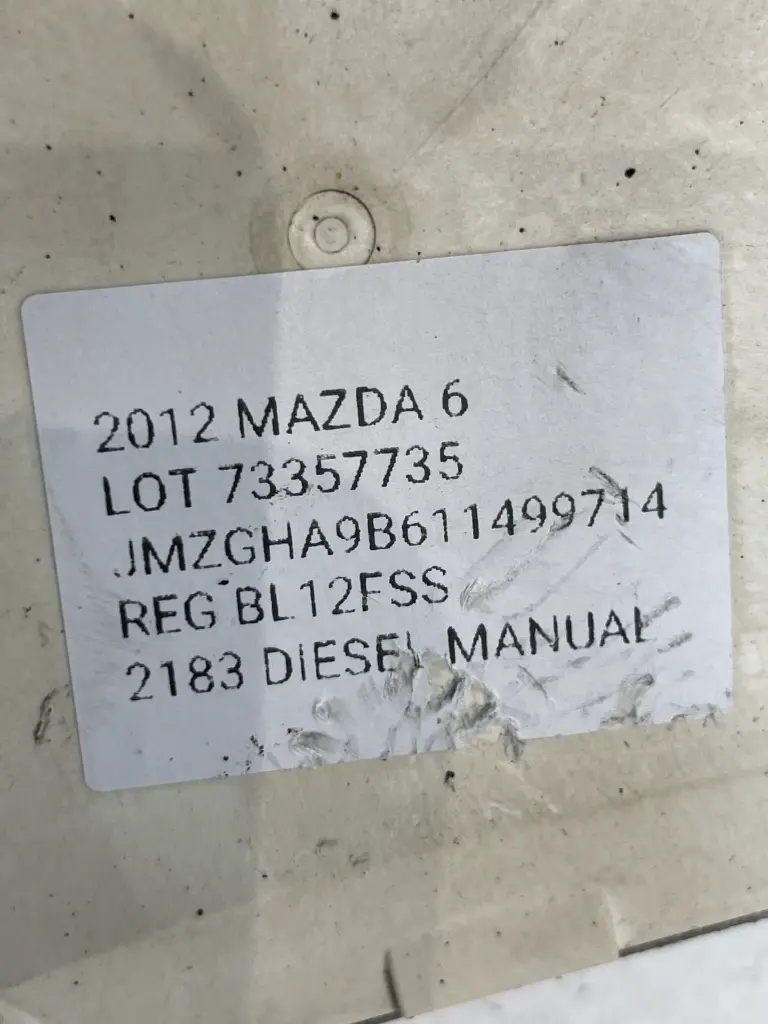 2012 MAZDA 6
LOT 73357735
JMZGHA9B611499714
REG BL12FSS
2183 DIESEL MANUAL